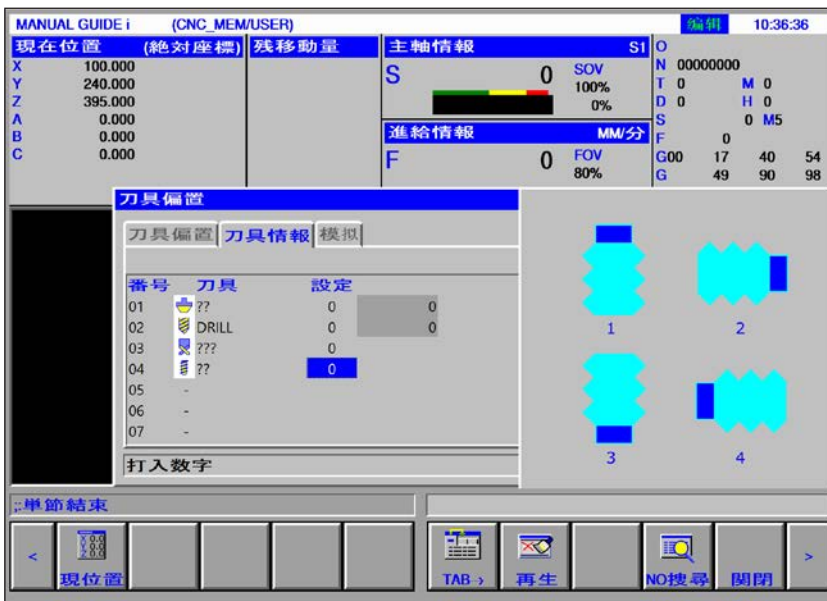 MANUAL GUIDE i (CNC_MEM/USER) 编辑 10:36:36
現在位置 (絶対座標) 残移動量 主軸情報 S1 O
X 100.000 S 0 SOV N 00000000
Y 240.000 100% T 0 M 0
Z 395.000 0% D 0 H 0
A 0.000 S 0 M5
B 0.000 進給情報 MM/分 F 0
C 0.000 F 0 FOV G00 17 40 54
80% G 49 90 98
刀具偏置
刀具偏置 刀具情報 模拟
番号 刀具 設定
01 ?? 0 0
02 DRILL 0 0
03 ??? 0
04 ?? 0
05 -
06 -
07 -
1 2
3 4
打入数字
;:単節結束
< 現位置 TAB→ 再生 NO搜尋 関閉 >